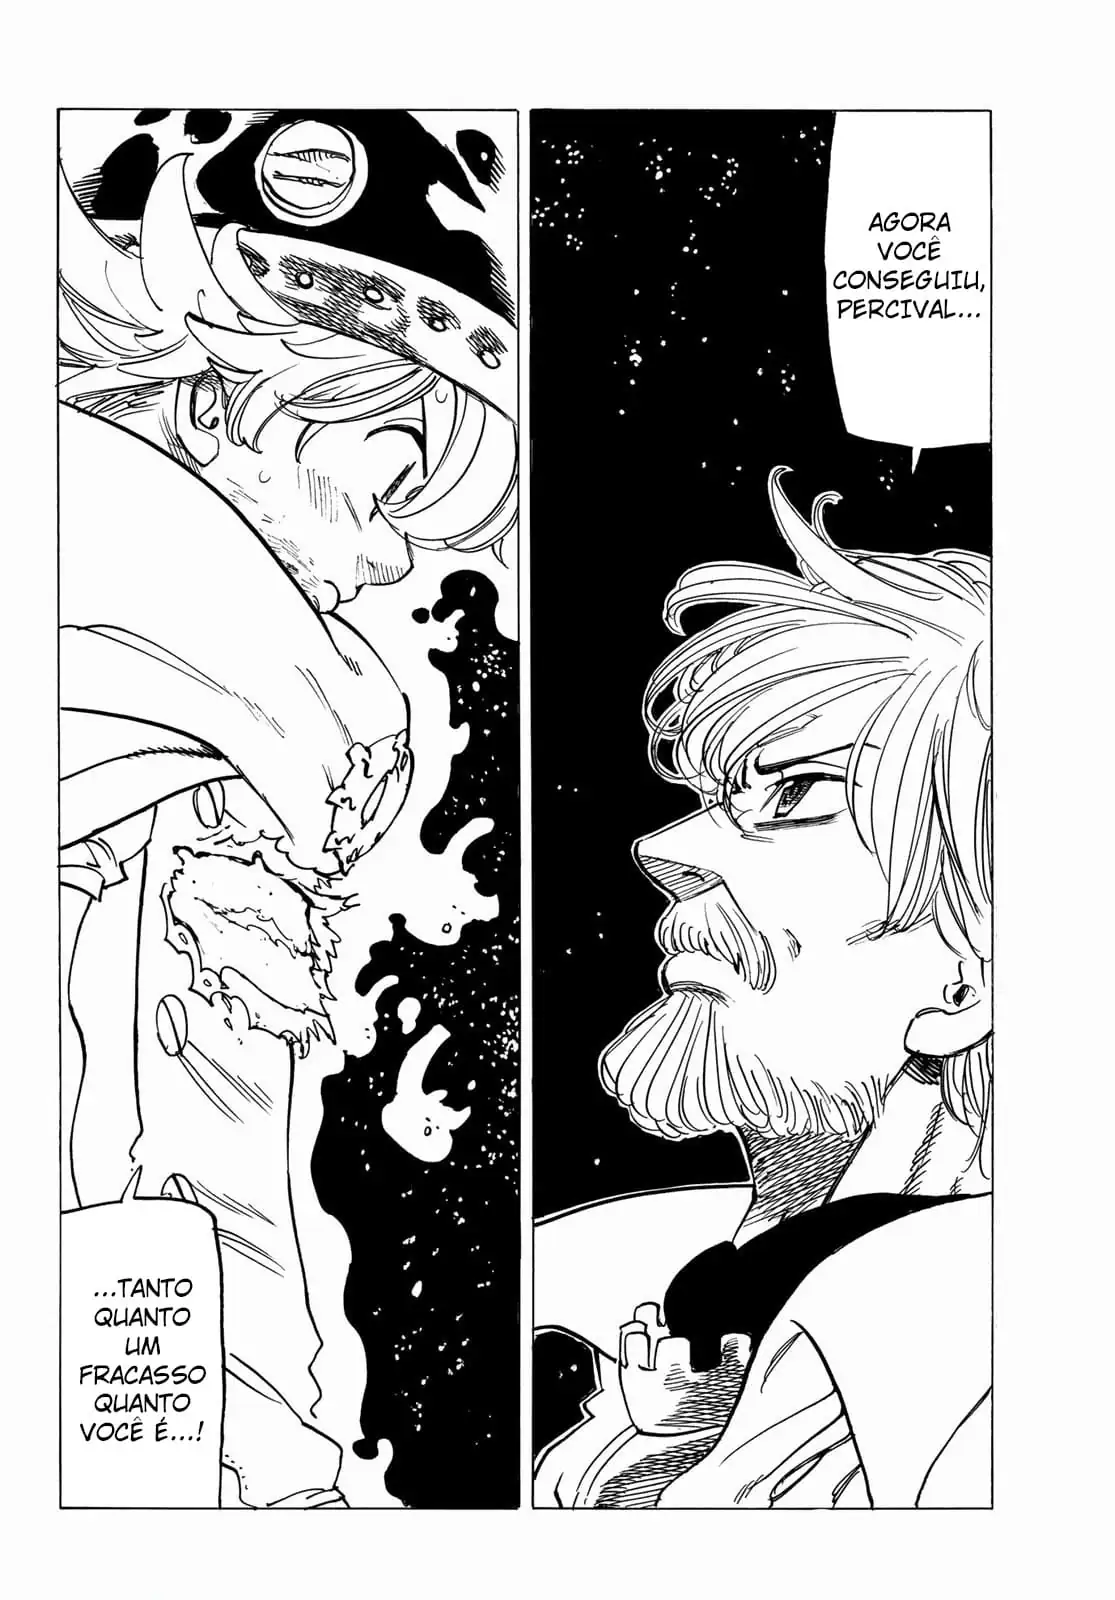 AGORA
VOCÊ
CONSEGUIU,
PERCIVAL...
...TANTO
QUANTO
UM
FRACASSO
QUANTO
VOCÊ É...!